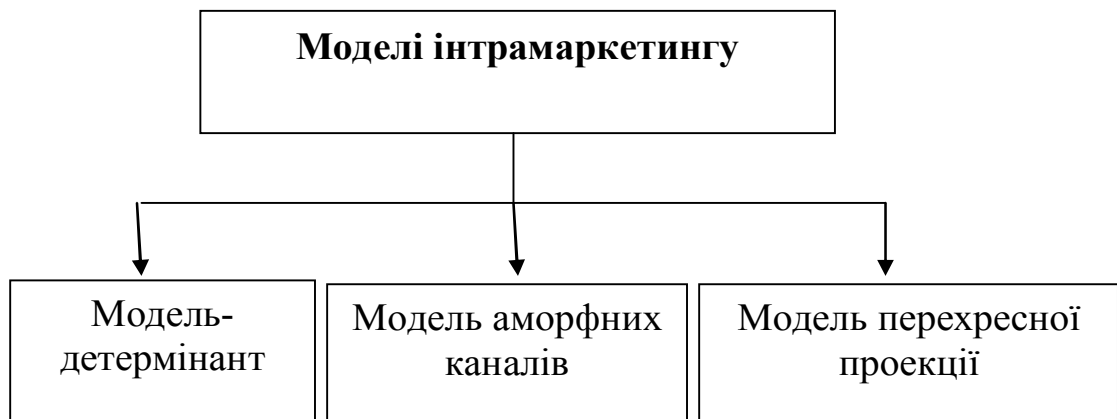 Моделі інтрамаркетингу
Модель-
детермінант
Модель аморфних
каналів
Модель перехресної
проекції